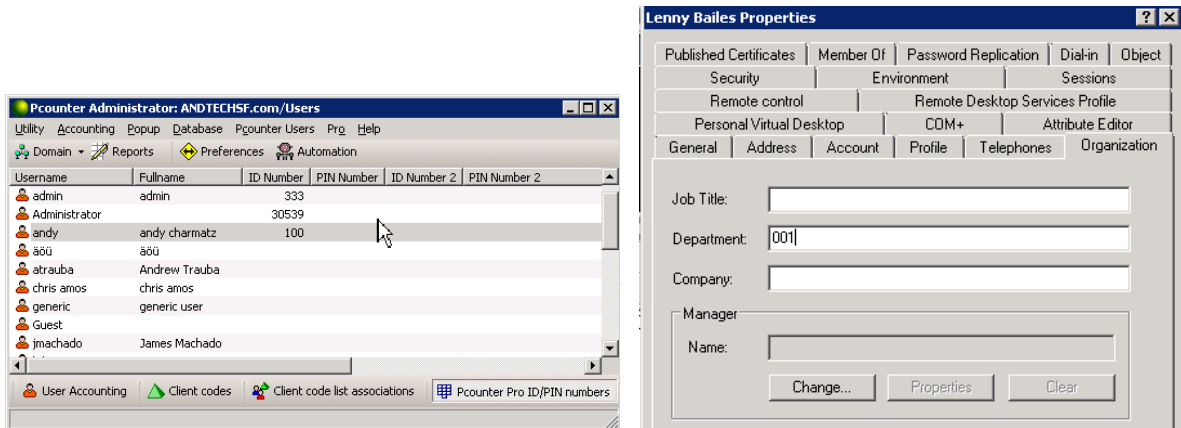 Pcounter Administrator: ANDTECHSF.com/Users
Utility Accounting Popup Database Pcounter Users Pro Help
Domain Reports Preferences Automation
Username Fullname ID Number PIN Number ID Number 2 PIN Number 2
admin admin 333
Administrator 30539
andy andy charmatz 100
äöü äöü
atrauba Andrew Trauba
chris amos chris amos
generic generic user
Guest
jmachado James Machado
User Accounting Client codes Client code list associations Pcounter Pro ID/PIN numbers
Lenny Bailes Properties
Published Certificates Member Of Password Replication Dial-in Object
Security Environment Sessions
Remote control Remote Desktop Services Profile
Personal Virtual Desktop COM+ Attribute Editor
General Address Account Profile Telephones Organization
Job Title:
Department: 001
Company:
Manager
Name:
Change... Properties Clear